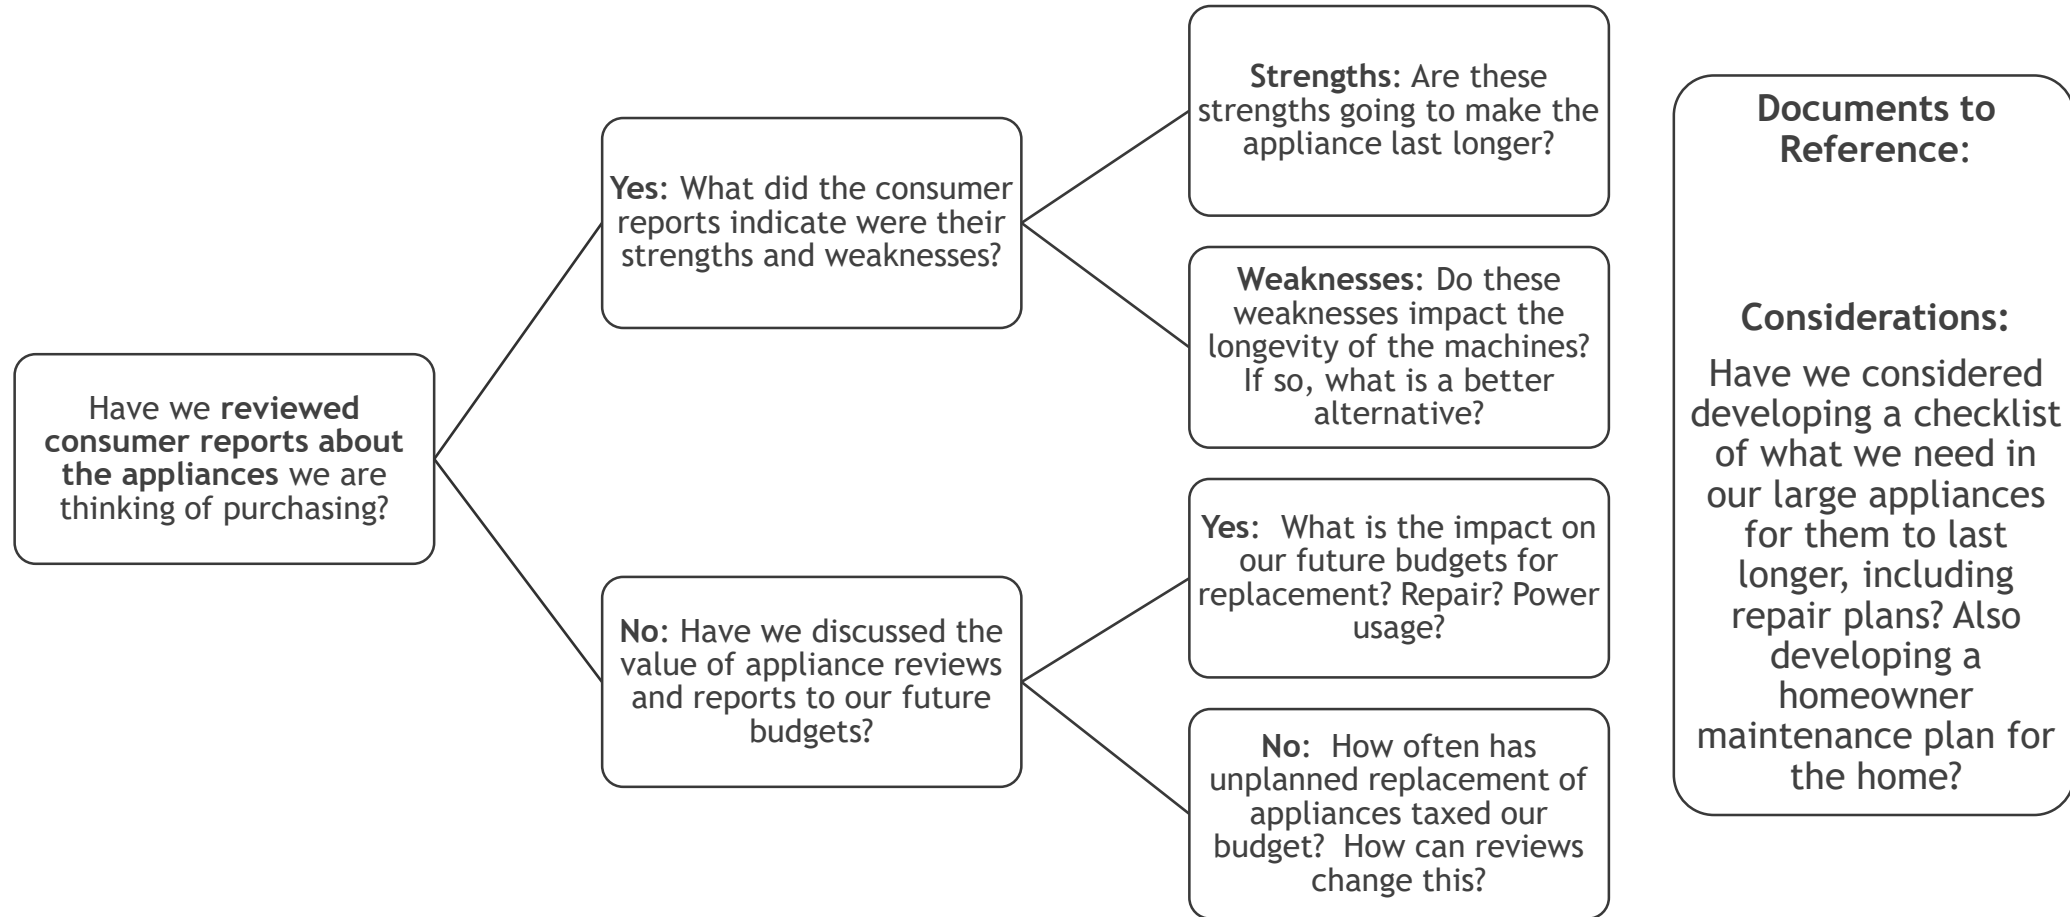 Have we reviewed
consumer reports about
the appliances we are
thinking of purchasing?
Yes: What did the consumer
reports indicate were their
strengths and weaknesses?
Strengths: Are these
strengths going to make the
appliance last longer?
Weaknesses: Do these
weaknesses impact the
longevity of the machines?
If so, what is a better
alternative?
No: Have we discussed the
value of appliance reviews
and reports to our future
budgets?
Yes:  What is the impact on
our future budgets for
replacement? Repair? Power
usage?
No:  How often has
unplanned replacement of
appliances taxed our
budget?  How can reviews
change this?
Documents to
Reference:
Considerations:
Have we considered
developing a checklist
of what we need in
our large appliances
for them to last
longer, including
repair plans? Also
developing a
homeowner
maintenance plan for
the home?